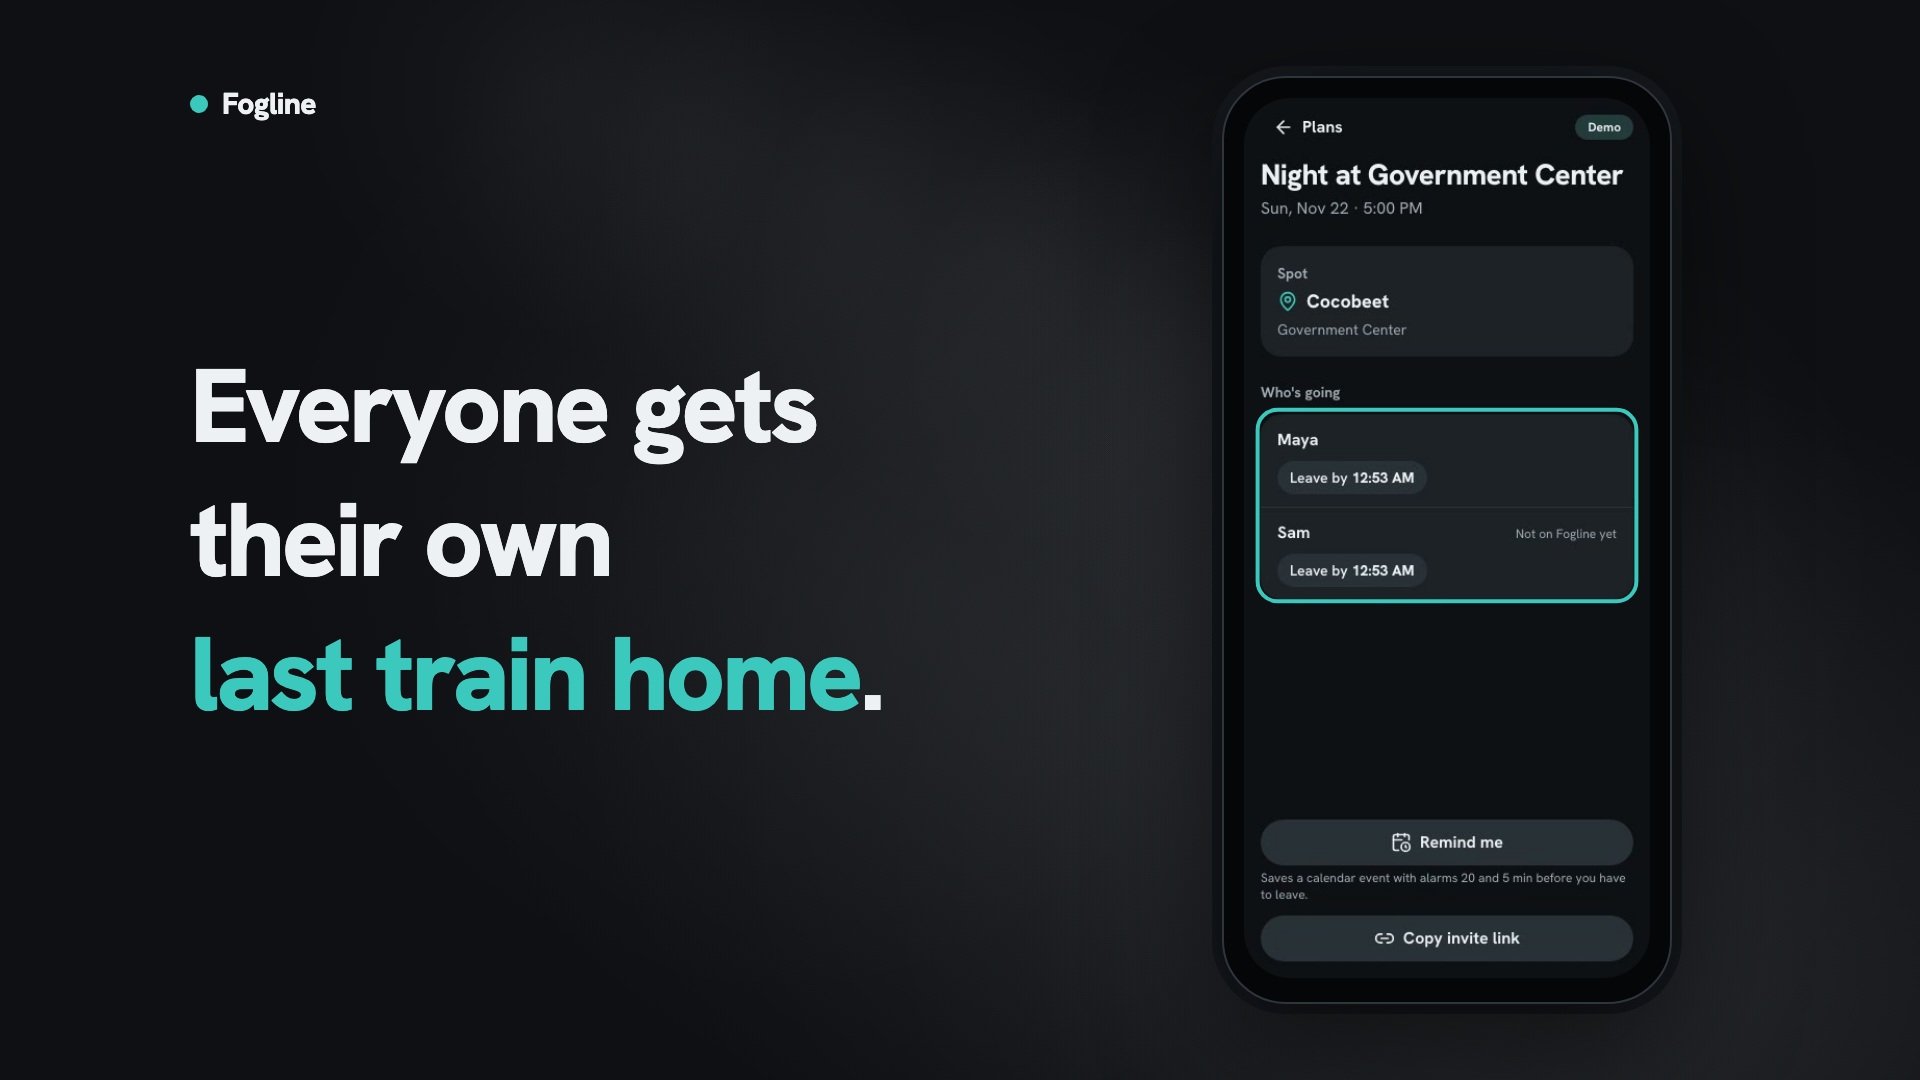 Fogline
Everyone gets
their own
last train home.
Plans
Demo
Night at Government Center
Sun, Nov 22 · 5:00 PM
Spot
Cocobeet
Government Center
Who's going
Maya
Leave by 12:53 AM
Sam
Not on Fogline yet
Leave by 12:53 AM
Remind me
Saves a calendar event with alarms 20 and 5 min before you have
to leave.
Copy invite link